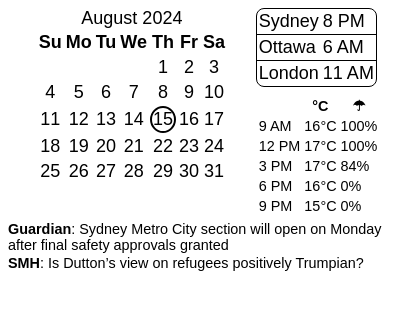 August 2024
Su Mo Tu We Th Fr Sa
1 2 3
4 5 6 7 8 9 10
11 12 13 14 15 16 17
18 19 20 21 22 23 24
25 26 27 28 29 30 31
Sydney 8 PM
Ottawa 6 AM
London 11 AM
°C ☂
9 AM 16°C 100%
12 PM 17°C 100%
3 PM 17°C 84%
6 PM 16°C 0%
9 PM 15°C 0%
Guardian: Sydney Metro City section will open on Monday
after final safety approvals granted
SMH: Is Dutton’s view on refugees positively Trumpian?